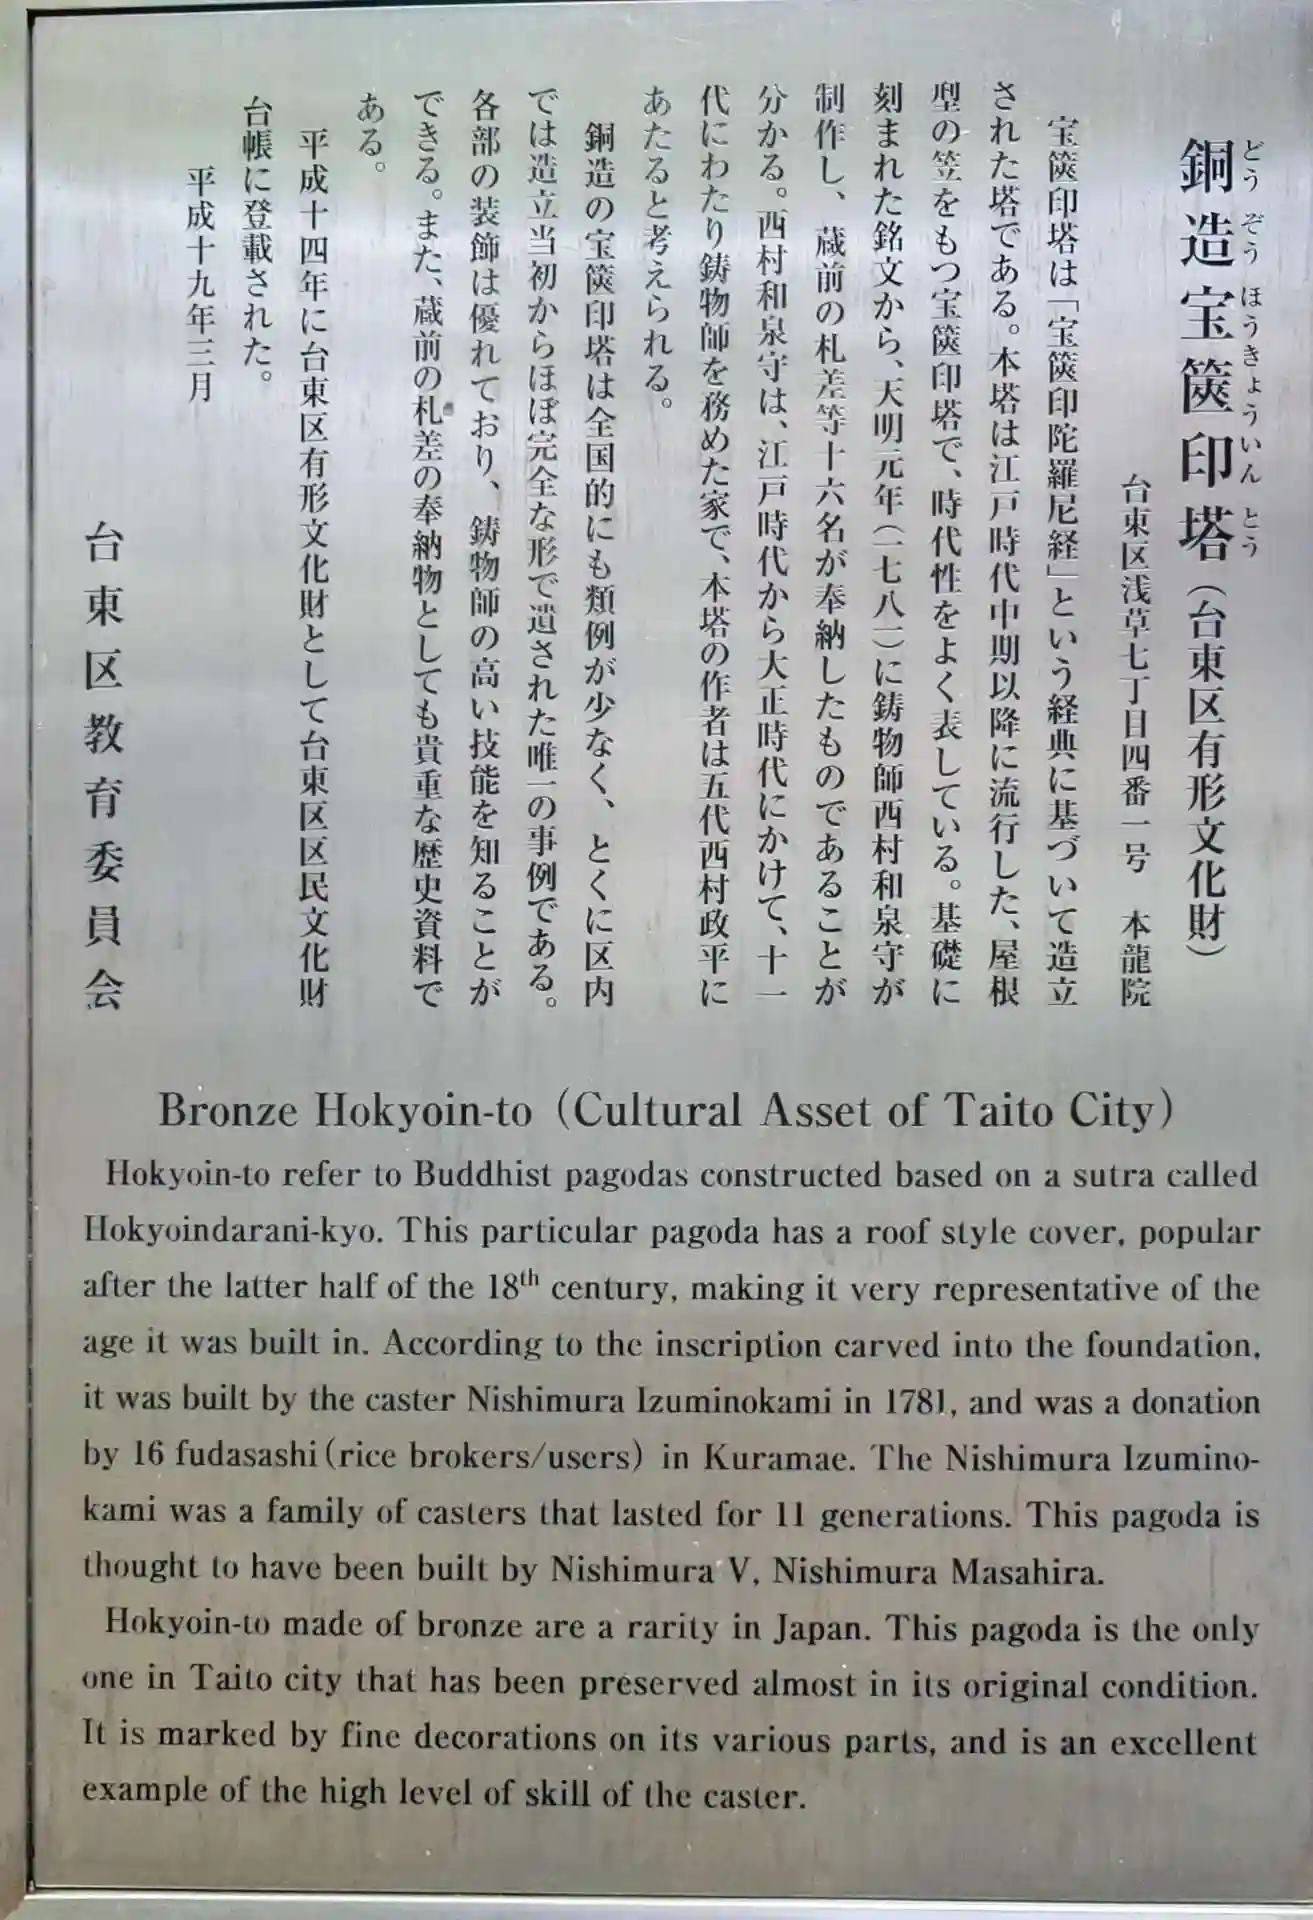 銅造宝篋印塔（台東区有形文化財）
どうぞうほうきょういんとう
台東区浅草七丁目四番一号　本龍院
宝篋印塔は「宝篋印陀羅尼経」という経典に基づいて造立
された塔である。本塔は江戸時代中期以降に流行した、屋根
型の笠をもつ宝篋印塔で、時代性をよく表している。基礎に
刻まれた銘文から、天明元年（一七八一）に鋳物師西村和泉守が
制作し、蔵前の札差等十六名が奉納したものであることが
分かる。西村和泉守は、江戸時代から大正時代にかけて、十一
代にわたり鋳物師を務めた家で、本塔の作者は五代西村政平に
あたると考えられる。
銅造の宝篋印塔は全国的にも類例が少なく、とくに区内
では造立当初からほぼ完全な形で遺された唯一の事例である。
各部の装飾は優れており、鋳物師の高い技能を知ることが
できる。また、蔵前の札差の奉納物としても貴重な歴史資料で
ある。
平成十四年に台東区有形文化財として台東区区民文化財
台帳に登載された。
平成十九年三月
台東区教育委員会
Bronze Hokyoin-to (Cultural Asset of Taito City)
Hokyoin-to refer to Buddhist pagodas constructed based on a sutra called
Hokyoindarani-kyo. This particular pagoda has a roof style cover, popular
after the latter half of the 18th century, making it very representative of the
age it was built in. According to the inscription carved into the foundation,
it was built by the caster Nishimura Izuminokami in 1781, and was a donation
by 16 fudasashi(rice brokers/users) in Kuramae. The Nishimura Izumino-
kami was a family of casters that lasted for 11 generations. This pagoda is
thought to have been built by Nishimura V, Nishimura Masahira.
Hokyoin-to made of bronze are a rarity in Japan. This pagoda is the only
one in Taito city that has been preserved almost in its original condition.
It is marked by fine decorations on its various parts, and is an excellent
example of the high level of skill of the caster.